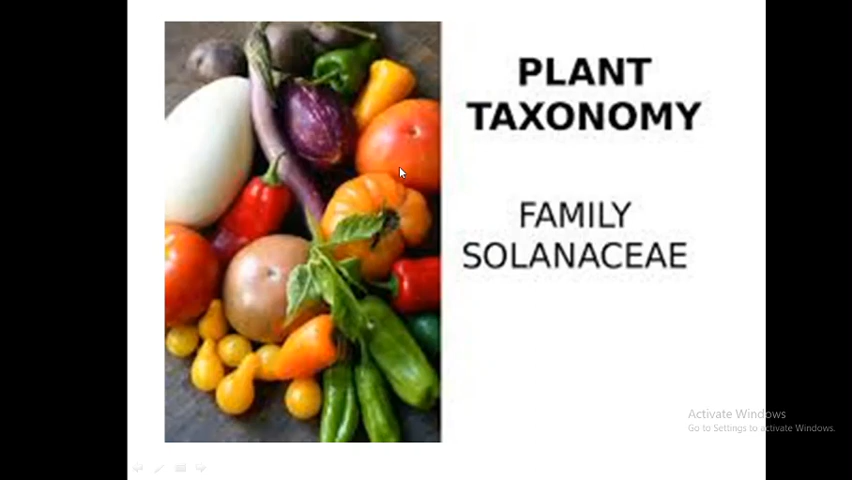 PLANT
TAXONOMY
FAMILY
SOLANACEAE
Activate Windows
Go to Settings to activate Windows.